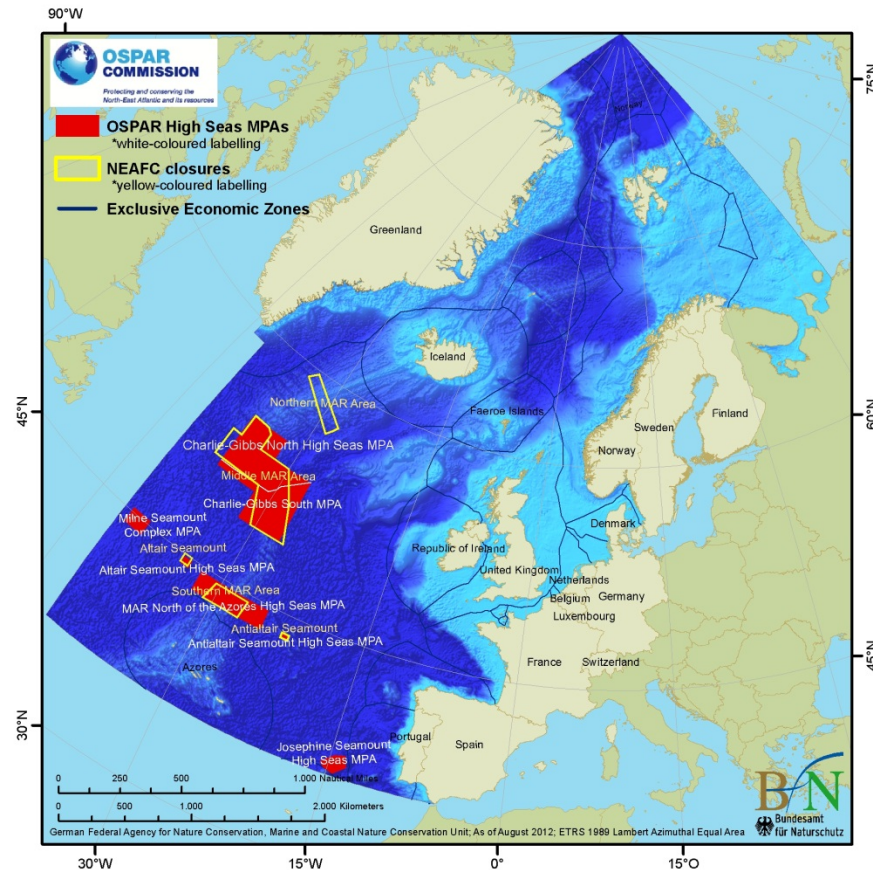 90°W
75°N
OSPAR
COMMISSION
Protecting and conserving the
North-East Atlantic and its resources
OSPAR High Seas MPAs
*white-coloured labelling
NEAFC closures
*yellow-coloured labelling
Exclusive Economic Zones
Norway
Greenland
Iceland
Northern MAR Area
45°N
Faeroe Islands
60°N
Finland
Sweden
Norway
Charlie-Gibbs North High Seas MPA
Middle MAR Area
Charlie-Gibbs South MPA
Milne Seamount
Complex MPA
Denmark
Altair Seamount
Republic of Ireland
Altair Seamount High Seas MPA
United Kingdom
Netherlands
Southern MAR Area
Belgium
Germany
MAR North of the Azores High Seas MPA
Luxembourg
Antialtair Seamount
Antialtair Seamount High Seas MPA
France
Switzerland
45°N
Azores
30°N
Portugal
Spain
Josephine Seamount
High Seas MPA
0 250 500 1.000 Nautical Miles
0 500 1.000 2.000 Kilometers
BfN
Bundesamt
für Naturschutz
German Federal Agency for Nature Conservation, Marine and Coastal Nature Conservation Unit; As of August 2012; ETRS 1989 Lambert Azimuthal Equal Area
30°W
15°W
0°
15°O